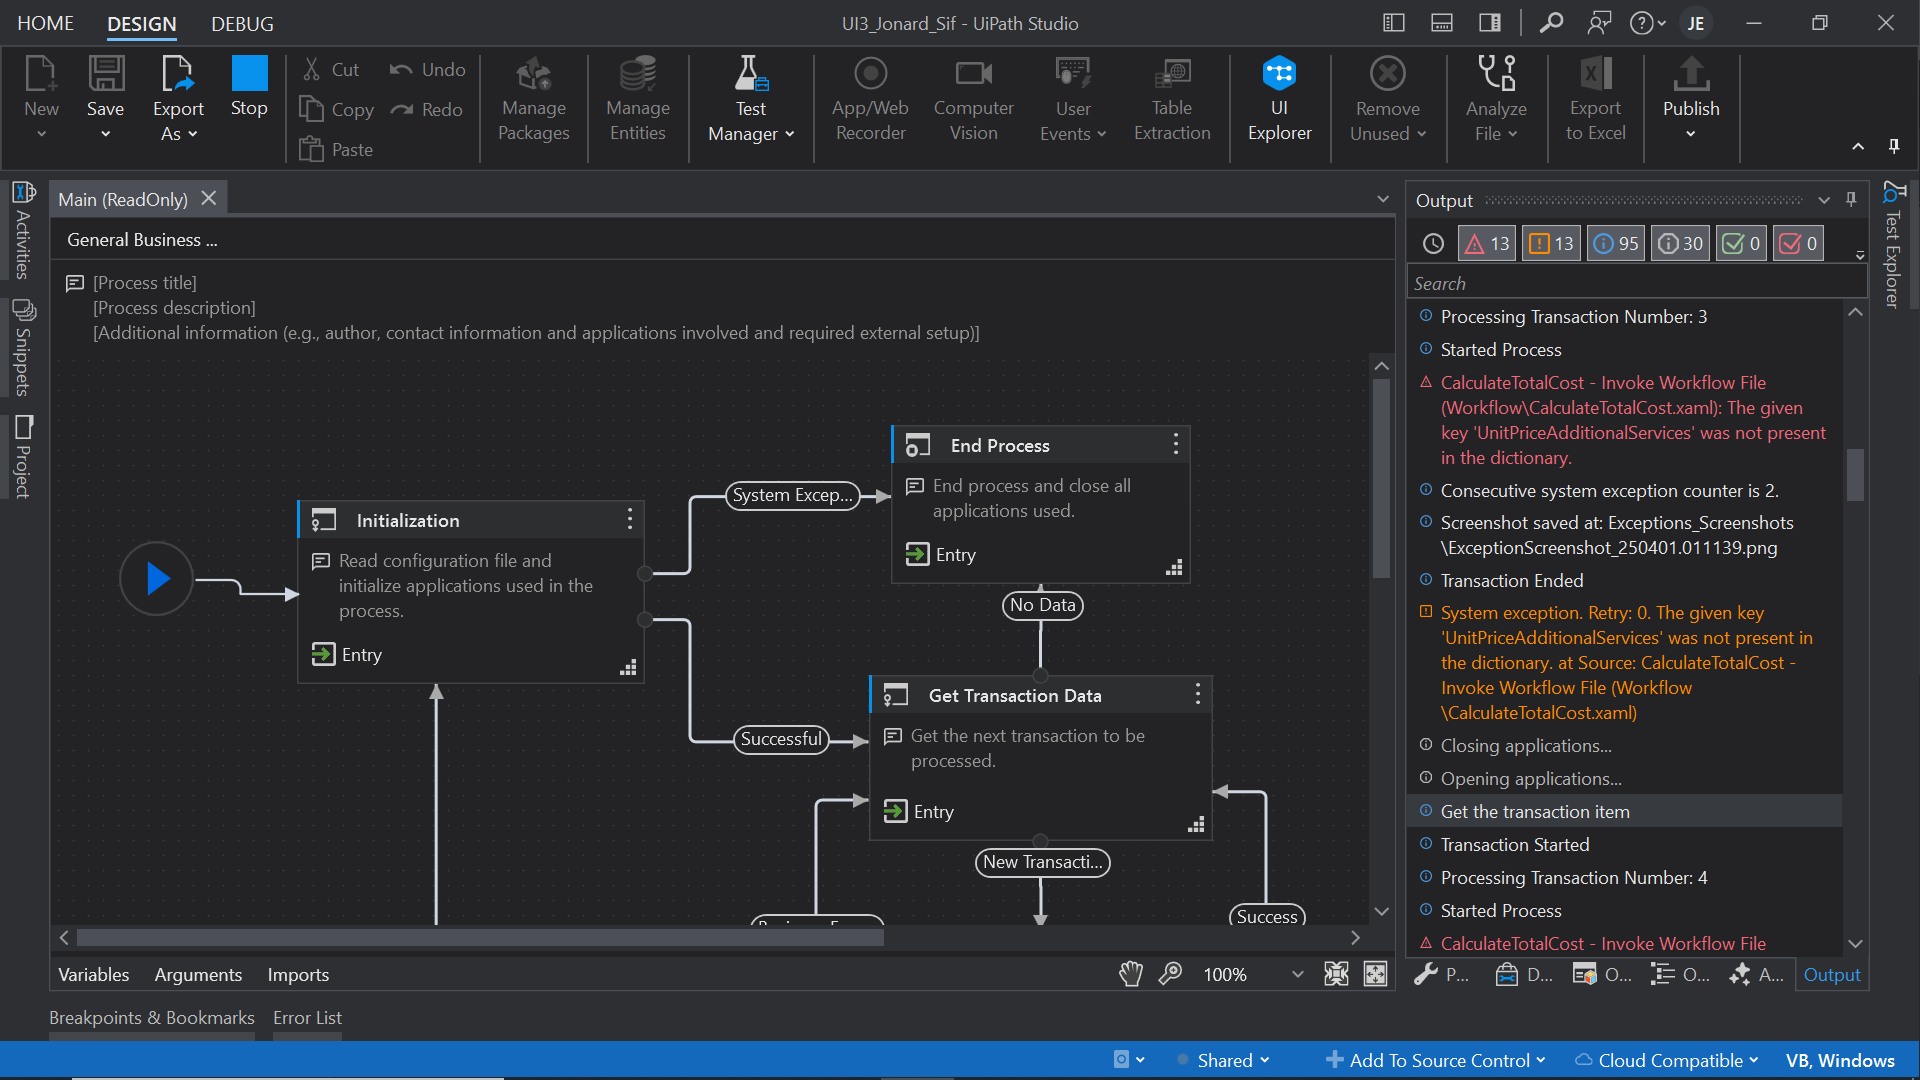 HOME DESIGN DEBUG
UI3_Jonard_Sif - UiPath Studio
JE
New
Save
Export
As
Stop
Cut
Copy
Paste
Undo
Redo
Manage
Packages
Manage
Entities
Test
Manager
App/Web
Recorder
Computer
Vision
User
Events
Table
Extraction
UI
Explorer
Remove
Unused
Analyze
File
Export
to Excel
Publish
Activities
Snippets
Project
Main (ReadOnly)
General Business ...
[Process title]
[Process description]
[Additional information (e.g., author, contact information and applications involved and required external setup)]
Initialization
Read configuration file and
initialize applications used in the
process.
Entry
System Excep...
Successful
End Process
End process and close all
applications used.
Entry
No Data
Get Transaction Data
Get the next transaction to be
processed.
Entry
New Transacti...
Success
Variables Arguments Imports
100%
Output
13 13 95 30 0 0
Search
Processing Transaction Number: 3
Started Process
CalculateTotalCost - Invoke Workflow File
(Workflow\CalculateTotalCost.xaml): The given
key 'UnitPriceAdditionalServices' was not present
in the dictionary.
Consecutive system exception counter is 2.
Screenshot saved at: Exceptions_Screenshots
\ExceptionScreenshot_250401.011139.png
Transaction Ended
System exception. Retry: 0. The given key
'UnitPriceAdditionalServices' was not present in
the dictionary. at Source: CalculateTotalCost -
Invoke Workflow File (Workflow
\CalculateTotalCost.xaml)
Closing applications...
Opening applications...
Get the transaction item
Transaction Started
Processing Transaction Number: 4
Started Process
CalculateTotalCost - Invoke Workflow File
P... D... O... O... A... Output
Test Explorer
Breakpoints & Bookmarks Error List
Shared Add To Source Control Cloud Compatible VB, Windows